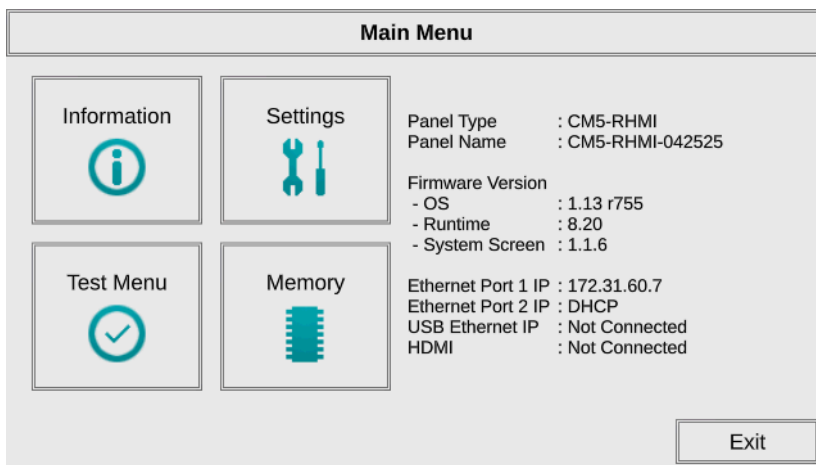 Main Menu
Information
Settings
Test Menu
Memory
Panel Type : CM5-RHMI
Panel Name : CM5-RHMI-042525
Firmware Version
- OS : 1.13 r755
- Runtime : 8.20
- System Screen : 1.1.6
Ethernet Port 1 IP : 172.31.60.7
Ethernet Port 2 IP : DHCP
USB Ethernet IP : Not Connected
HDMI : Not Connected
Exit